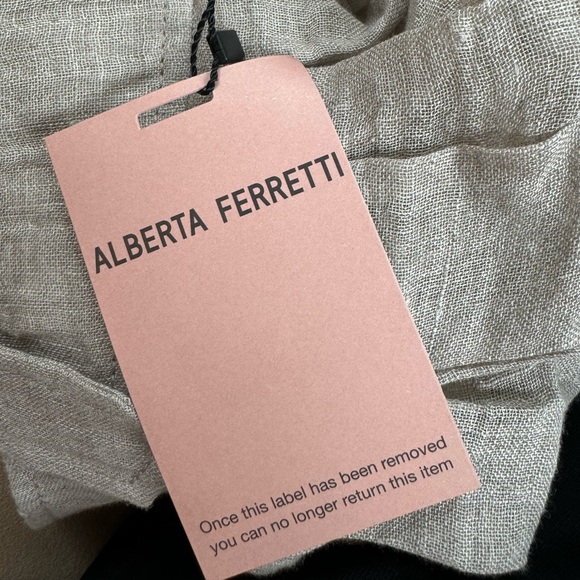 ALBERTA FERRETTI
Once this label has been removed
you can no longer return this item